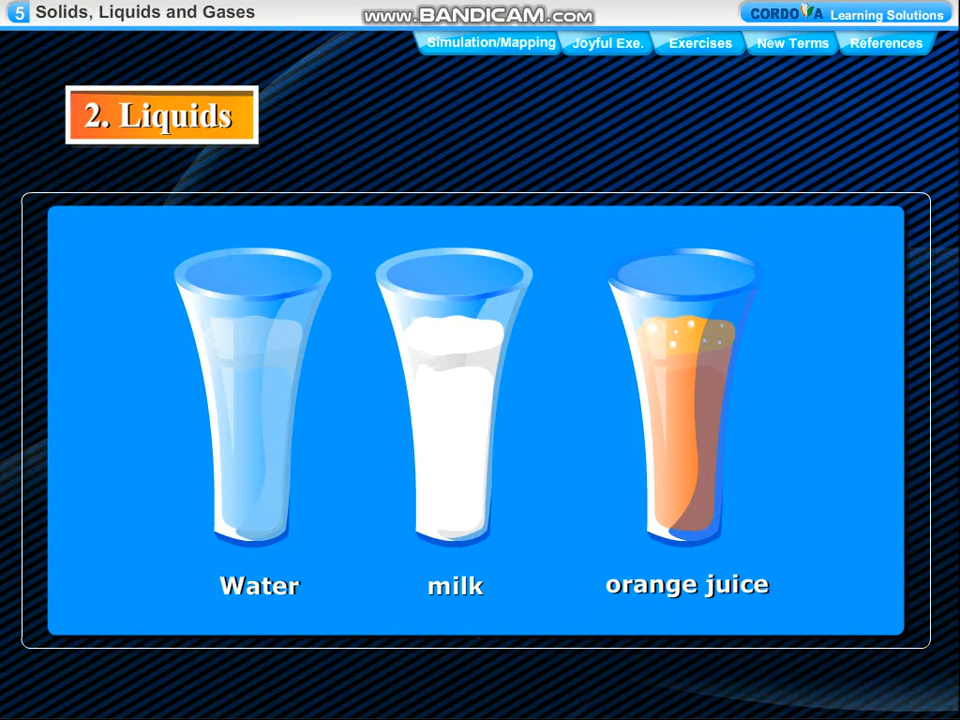 5 Solids, Liquids and Gases
www.BANDICAM.com
CORDOVA Learning Solutions
Simulation/Mapping
Joyful Exe.
Exercises
New Terms
References
2. Liquids
Water
milk
orange juice